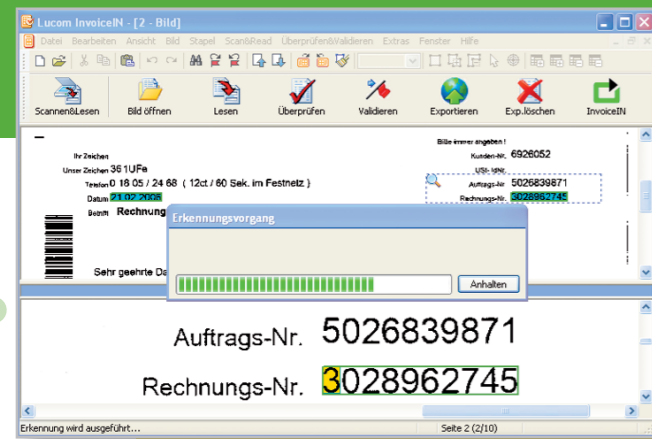 Lucom InvoiceIN - [2 - Bild]
Datei Bearbeiten Ansicht Bild Stapel Scan&Read Überprüfen&Validieren Extras Fenster Hilfe
Scannen&Lesen Bild öffnen Lesen Überprüfen Validieren Exportieren Exp.löschen InvoiceIN
Bitte immer angeben !
Ihr Zeichen
Kunden-Nr. 6926052
Unser Zeichen 361UFe
USt- IdNr.
Telefon 0 18 05 / 24 68 ( 12ct / 60 Sek. im Festnetz )
Auftrags-Nr 5026839871
Datum 21.02.2006
Rechnungs-Nr. 3028962745
Betrifft Rechnung
Erkennungsvorgang
Sehr geehrte Da
Anhalten
Auftrags-Nr. 5026839871
Rechnungs-Nr. 3028962745
Erkennung wird ausgeführt... Seite 2 (2/10)